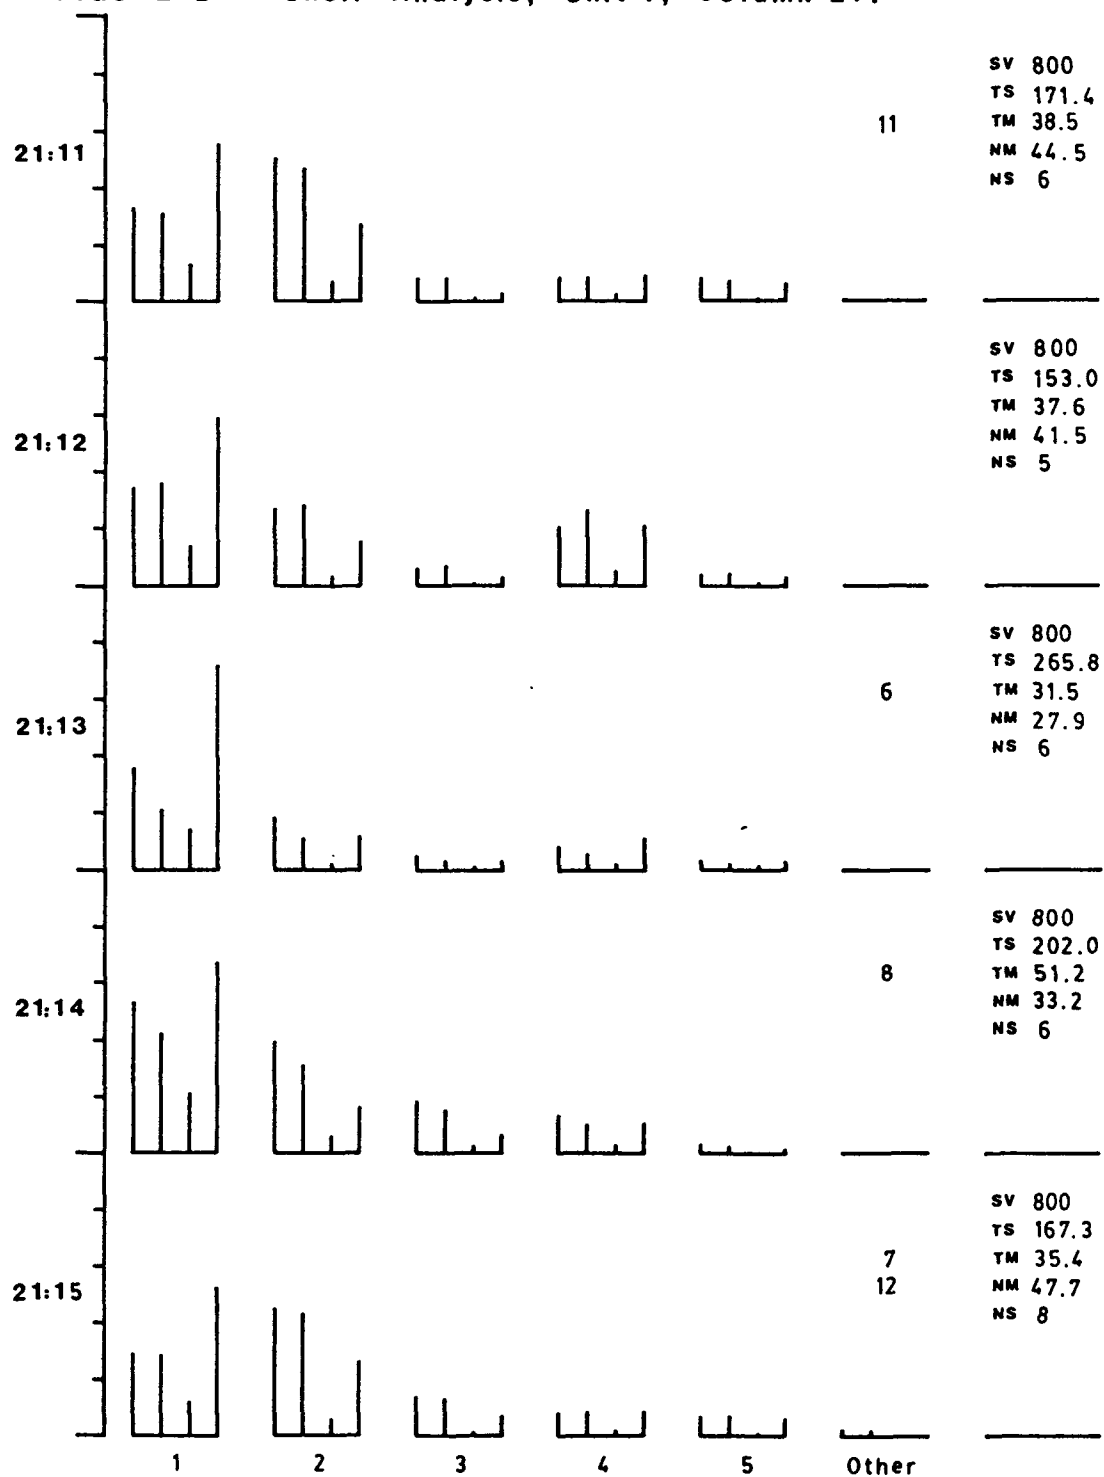 Shell Analysis, Unit
21:11
11
SV 800
TS 171.4
TM 38.5
NM 44.5
NS 6
21:12
SV 800
TS 153.0
TM 37.6
NM 41.5
NS 5
21:13
6
SV 800
TS 265.8
TM 31.5
NM 27.9
NS 6
21:14
8
SV 800
TS 202.0
TM 51.2
NM 33.2
NS 6
21:15
7
12
SV 800
TS 167.3
TM 35.4
NM 47.7
NS 8
1 2 3 4 5 Other